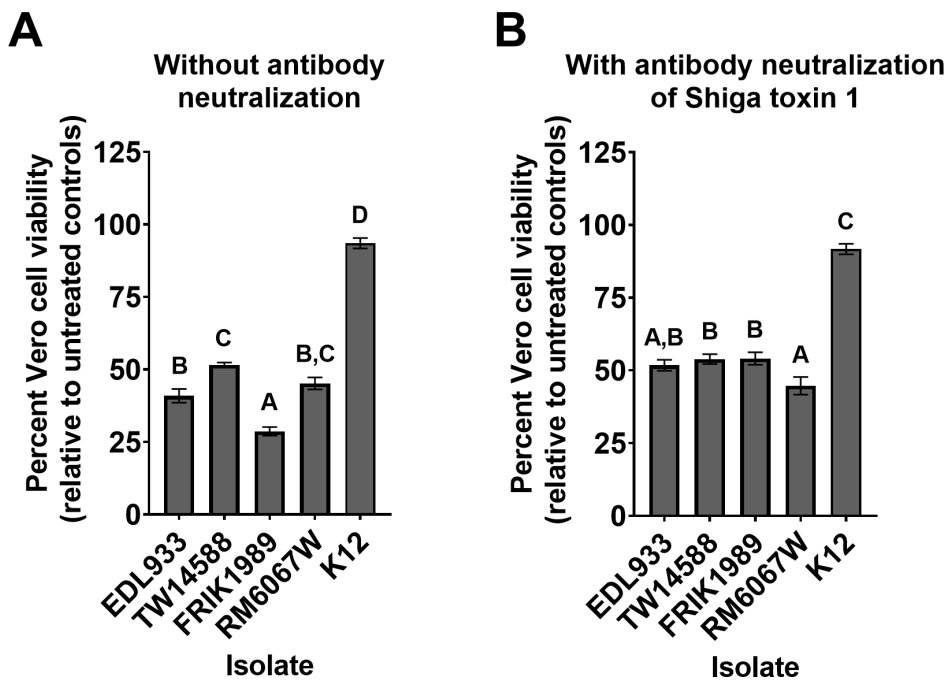 A
Without antibody
neutralization
Percent Vero cell viability
(relative to untreated controls)
125
100
75
50
25
0
B
C
A
B,C
D
EDL933
TW14588
FRIK1989
RM6067W
K12
Isolate
B
With antibody neutralization
of Shiga toxin 1
Percent Vero cell viability
(relative to untreated controls)
125
100
75
50
25
0
A,B
B
B
A
C
EDL933
TW14588
FRIK1989
RM6067W
K12
Isolate